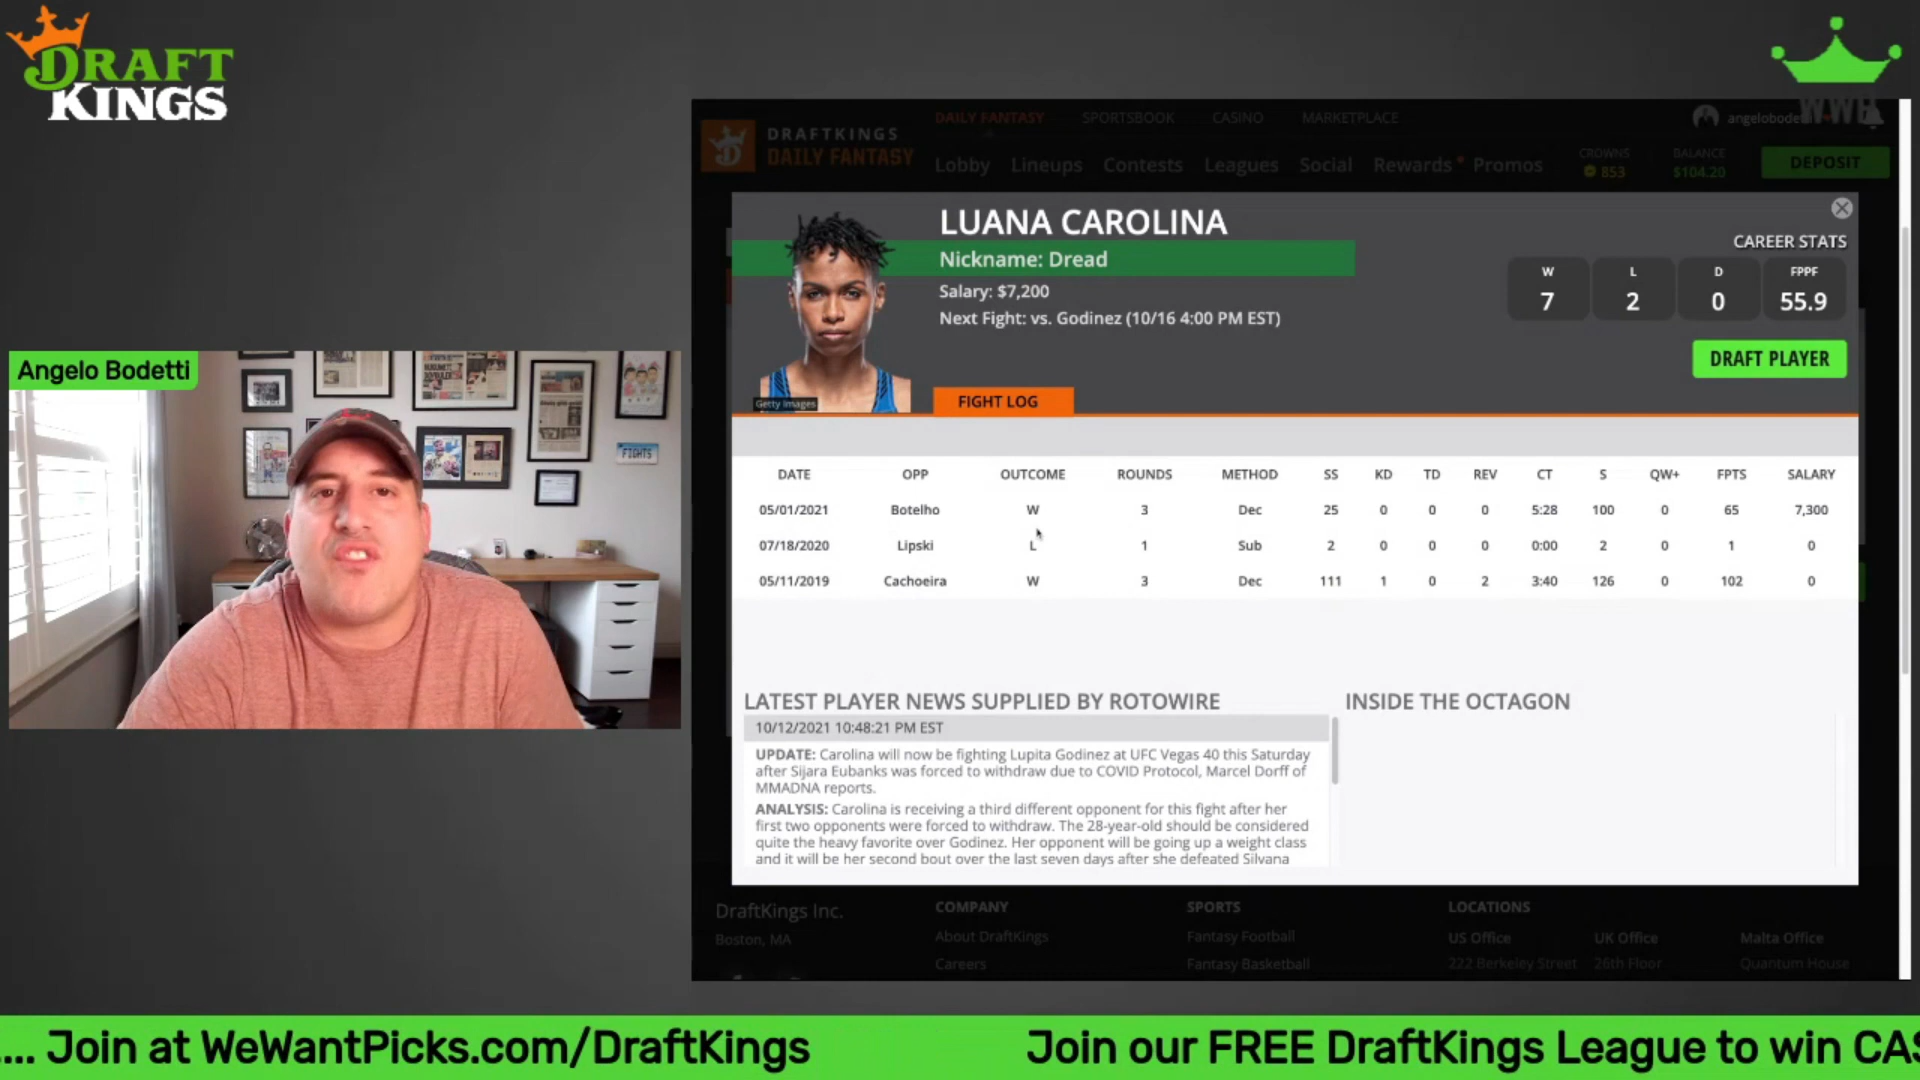 DRAFT
KINGS
DAILY FANTASY SPORTSBOOK CASINO MARKETPLACE
DRAFTKINGS
DAILY FANTASY
Lobby Lineups Contests Leagues Social Rewards Promos
CROWNS
853
BALANCE
$104.20
DEPOSIT
LUANA CAROLINA
Nickname: Dread
Salary: $7,200
Next Fight: vs. Godinez (10/16 4:00 PM EST)
CAREER STATS
W L D FPPF
7 2 0 55.9
DRAFT PLAYER
Getty Images
FIGHT LOG
DATE OPP OUTCOME ROUNDS METHOD SS KD TD REV CT S QW+ FPTS SALARY
05/01/2021 Botelho W 3 Dec 25 0 0 0 5:28 100 0 65 7,300
07/18/2020 Lipski L 1 Sub 2 0 0 0 0:00 2 0 1 0
05/11/2019 Cachoeira W 3 Dec 111 1 0 2 3:40 126 0 102 0
LATEST PLAYER NEWS SUPPLIED BY ROTOWIRE
10/12/2021 10:48:21 PM EST
UPDATE: Carolina will now be fighting Lupita Godinez at UFC Vegas 40 this Saturday
after Sijara Eubanks was forced to withdraw due to COVID Protocol, Marcel Dorff of
MMADNA reports.
ANALYSIS: Carolina is receiving a third different opponent for this fight after her
first two opponents were forced to withdraw. The 28-year-old should be considered
quite the heavy favorite over Godinez. Her opponent will be going up a weight class
and it will be her second bout over the last seven days after she defeated Silvana
INSIDE THE OCTAGON
Angelo Bodetti
FIGHTS
DraftKings Inc.
Boston, MA
COMPANY
About DraftKings
Careers
SPORTS
Fantasy Football
Fantasy Basketball
LOCATIONS
US Office UK Office Malta Office
222 Berkeley Street 26th Floor Quantum House
.... Join at WeWantPicks.com/DraftKings
Join our FREE DraftKings League to win CAS